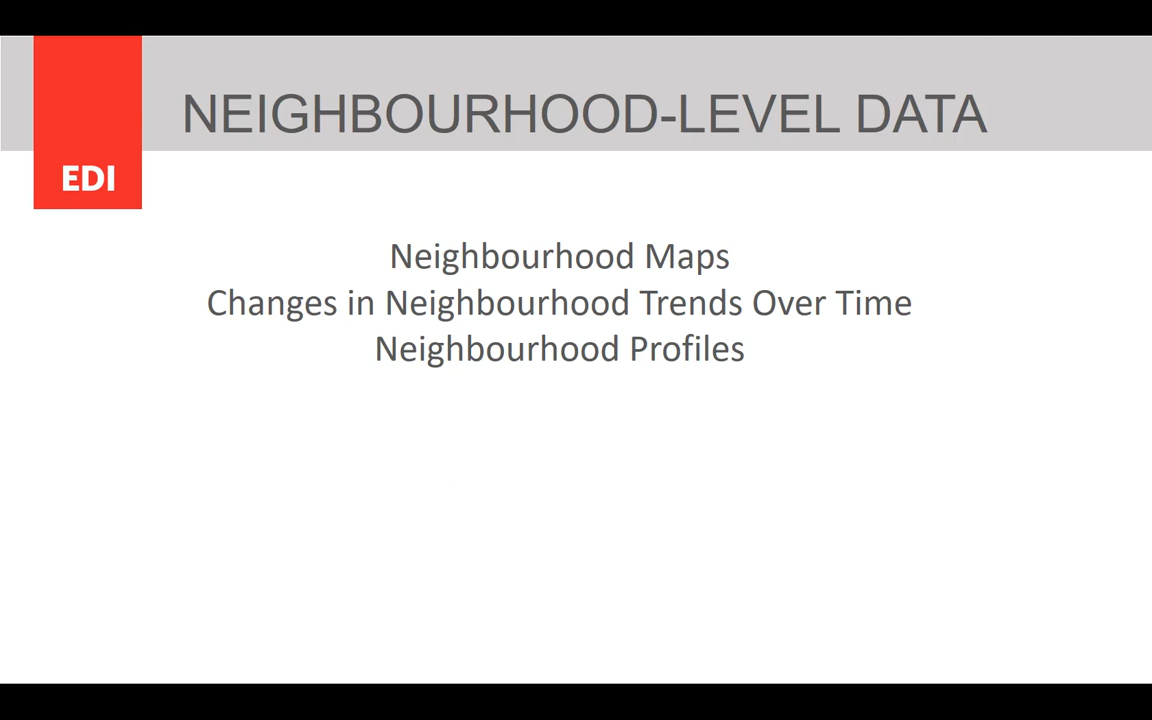 NEIGHBOURHOOD-LEVEL DATA
EDI
Neighbourhood Maps
Changes in Neighbourhood Trends Over Time
Neighbourhood Profiles